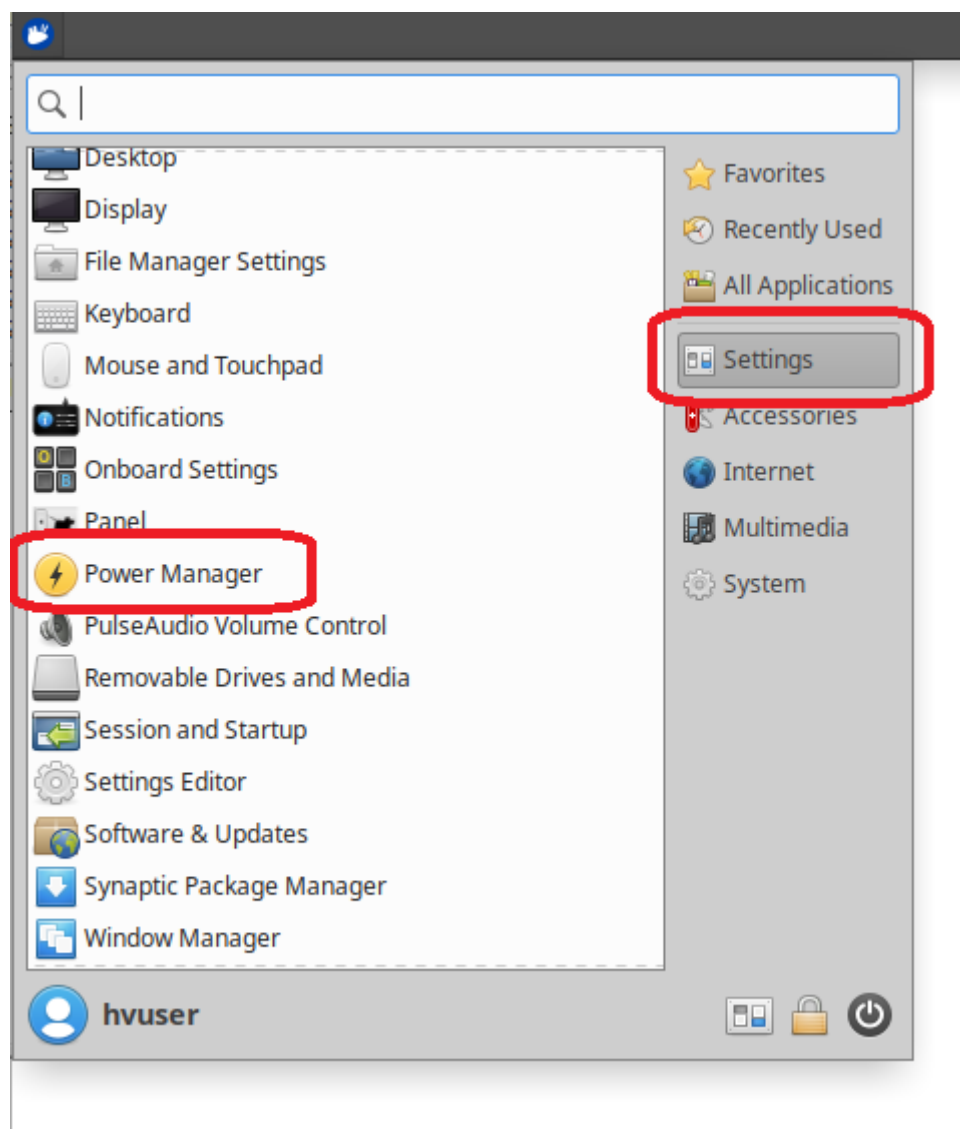 Desktop
Display
File Manager Settings
Keyboard
Mouse and Touchpad
Notifications
Onboard Settings
Panel
Power Manager
PulseAudio Volume Control
Removable Drives and Media
Session and Startup
Settings Editor
Software & Updates
Synaptic Package Manager
Window Manager
Favorites
Recently Used
All Applications
Settings
Accessories
Internet
Multimedia
System
hvuser